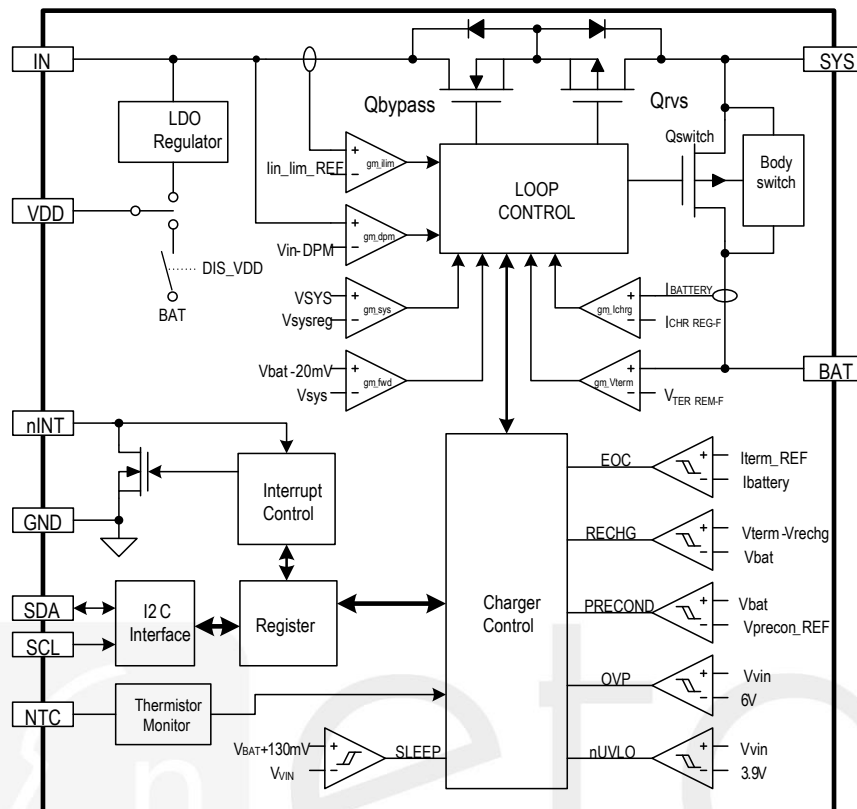 IN
SYS
Qbypass
Qrvs
LDO
Regulator
Qswitch
Body
switch
Iin_lim_REF
+
−
gm_ilim
LOOP
CONTROL
VDD
Vin-DPM
+
−
gm_dpm
DIS_VDD
BAT
VSYS
Vsysreg
+
−
gm_sys
IBATTERY
ICHR REG-F
+
−
gm_Ichrg
Vbat-20mV
Vsys
+
−
gm_fwd
+
−
gm_Vterm
VTER REM-F
BAT
nINT
GND
Interrupt
Control
EOC
+
−
Iterm_REF
Ibattery
RECHG
+
−
Vterm-Vrechg
Vbat
SDA
SCL
I2C
Interface
Register
Charger
Control
PRECOND
+
−
Vbat
Vprecon_REF
OVP
+
−
Vvin
6V
NTC
Thermistor
Monitor
VBAT+130mV
VVIN
+
−
SLEEP
nUVLO
+
−
Vvin
3.9V
n
eto